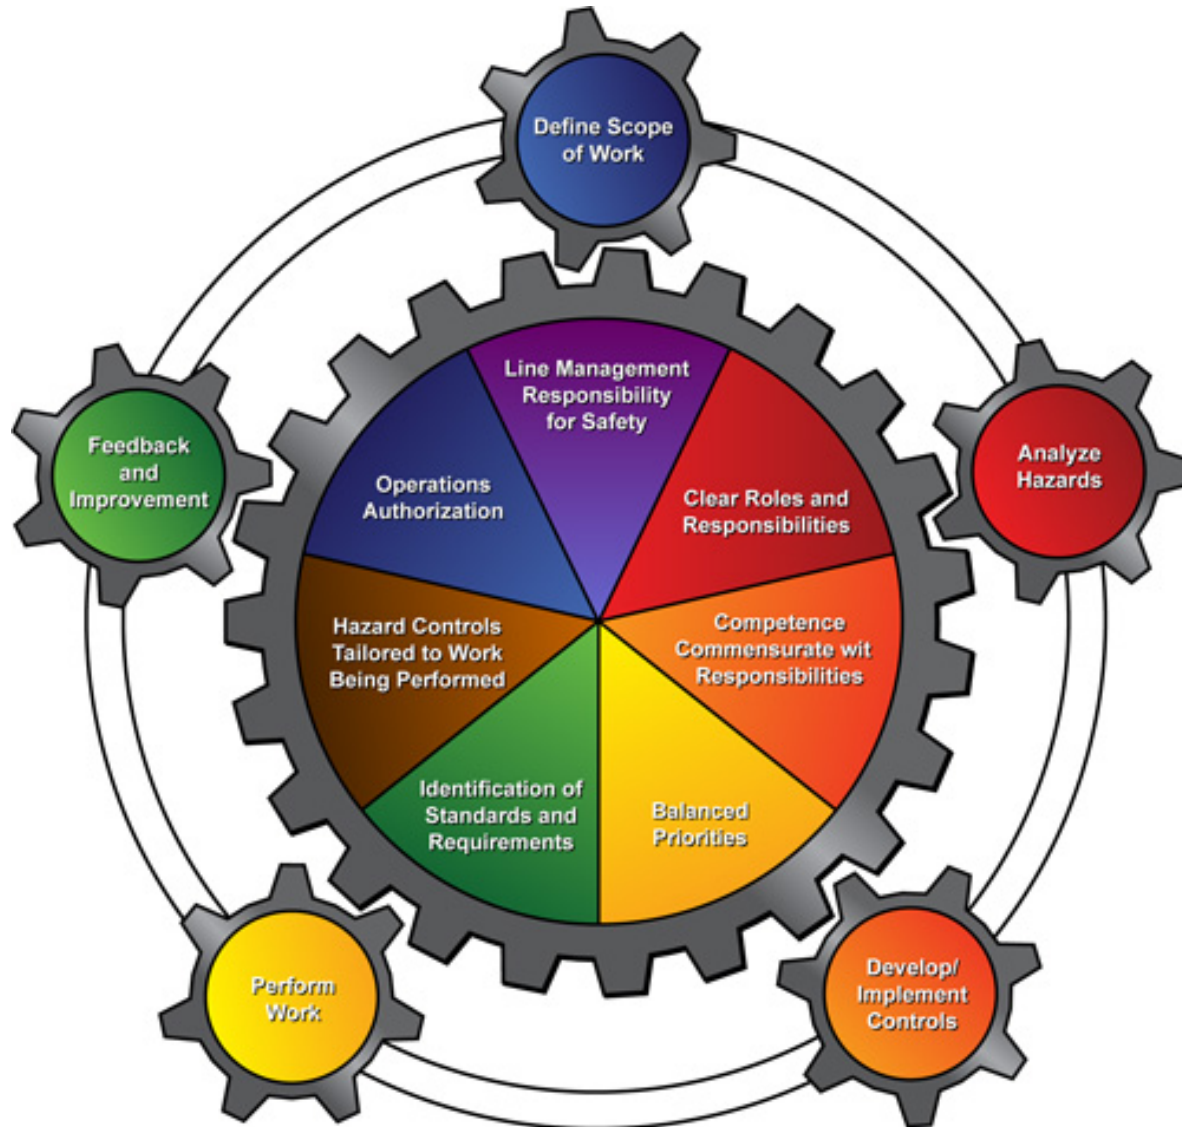 Define Scope
of Work
Analyze
Hazards
Develop/
Implement
Controls
Perform
Work
Feedback
and
Improvement
Line Management
Responsibility
for Safety
Clear Roles and
Responsibilities
Competence
Commensurate wit
Responsibilities
Balanced
Priorities
Identification of
Standards and
Requirements
Hazard Controls
Tailored to Work
Being Performed
Operations
Authorization